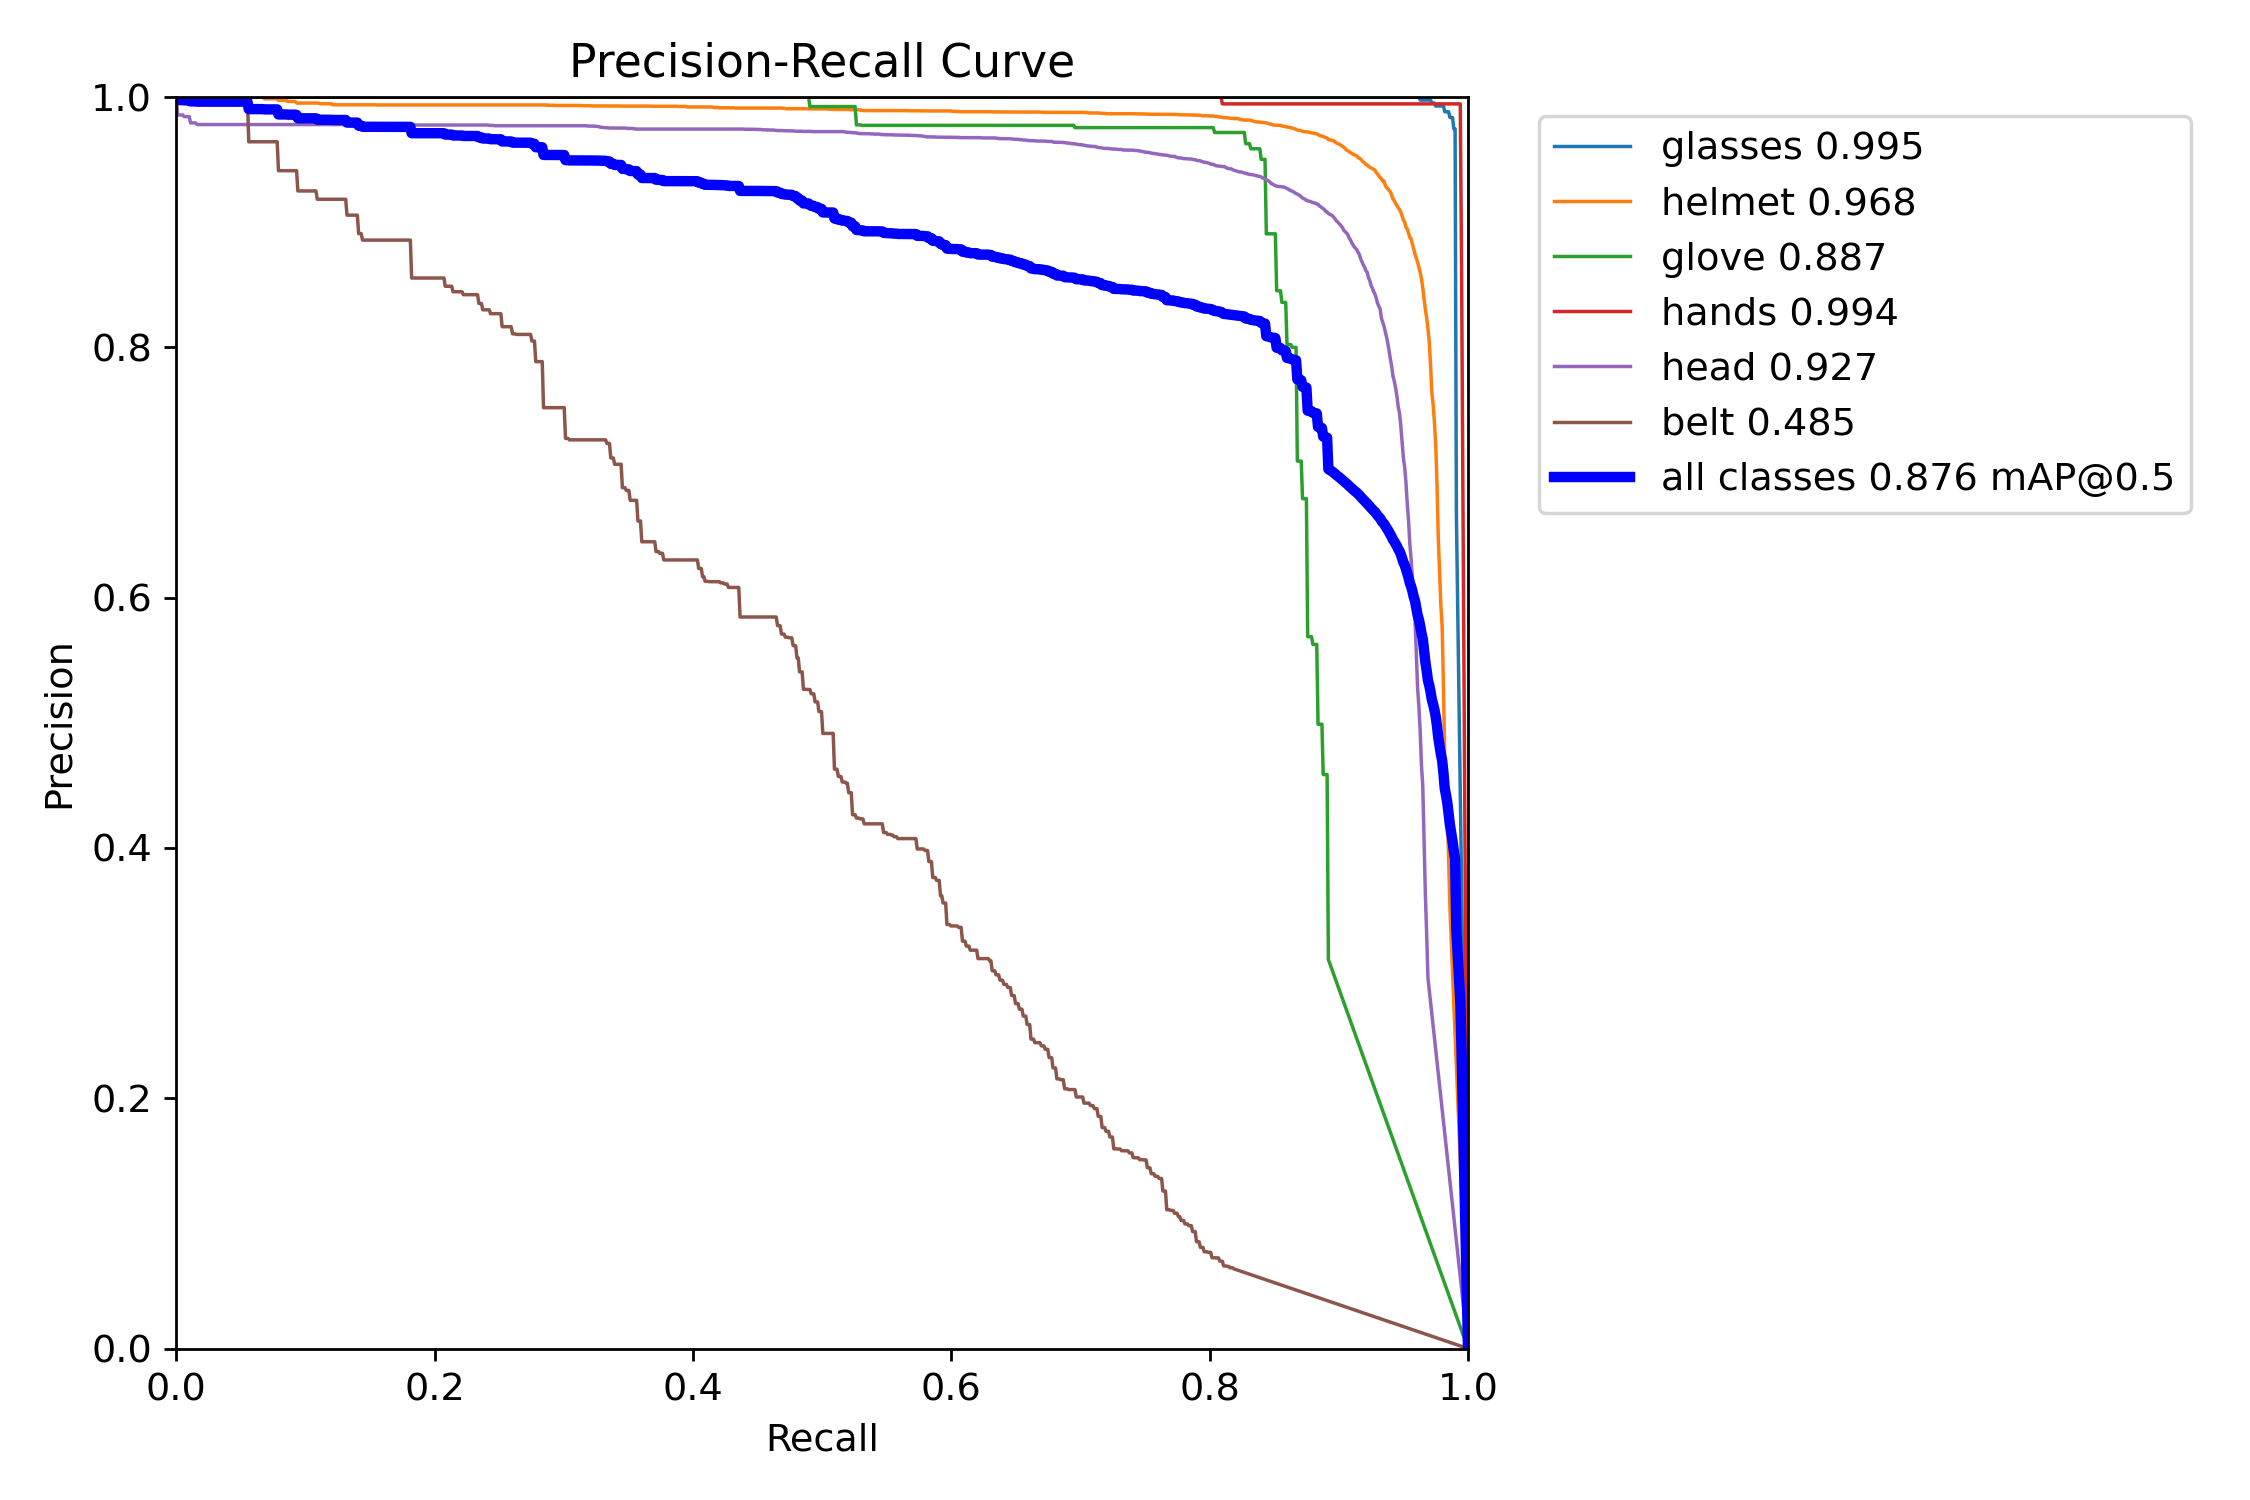 Precision-Recall Curve
1.0
0.8
0.6
0.4
0.2
0.0
Precision
0.0 0.2 0.4 0.6 0.8 1.0
Recall
glasses 0.995
helmet 0.968
glove 0.887
hands 0.994
head 0.927
belt 0.485
all classes 0.876 mAP@0.5